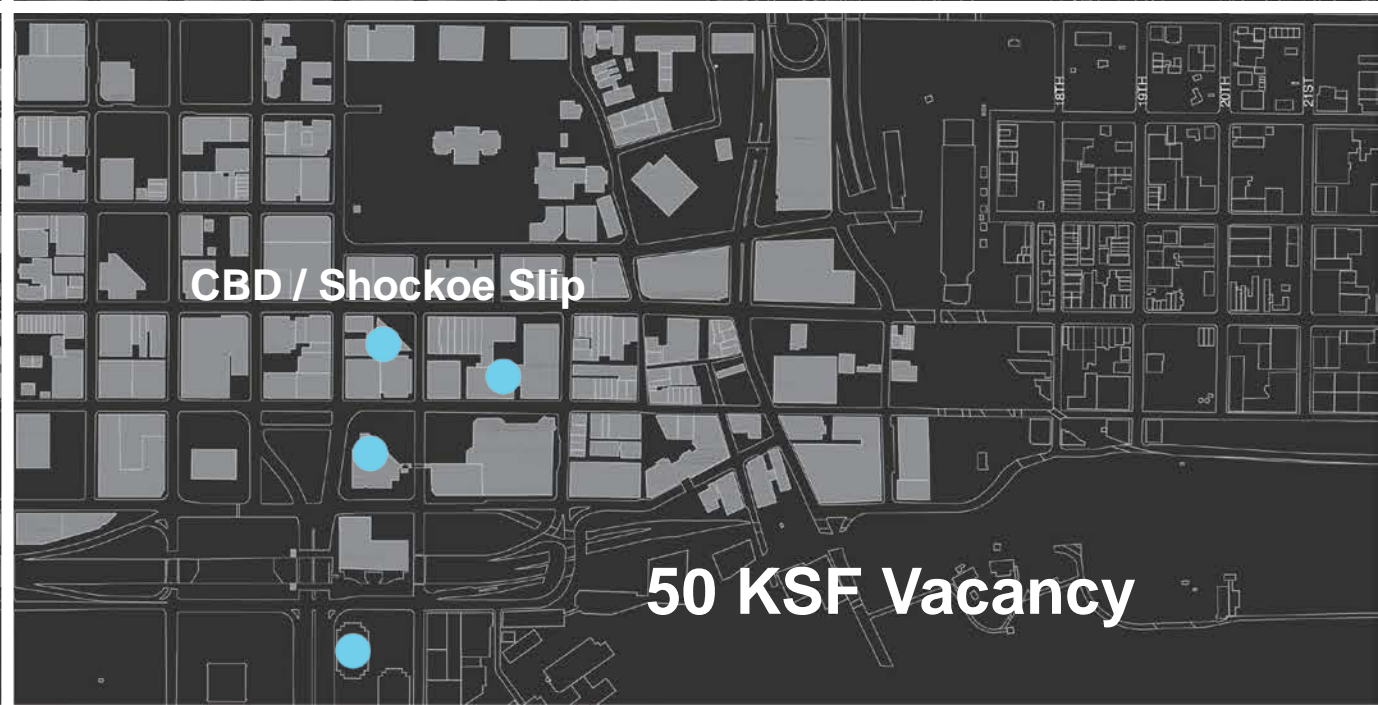 18TH
19TH
20TH
21ST
CBD / Shockoe Slip
50 KSF Vacancy